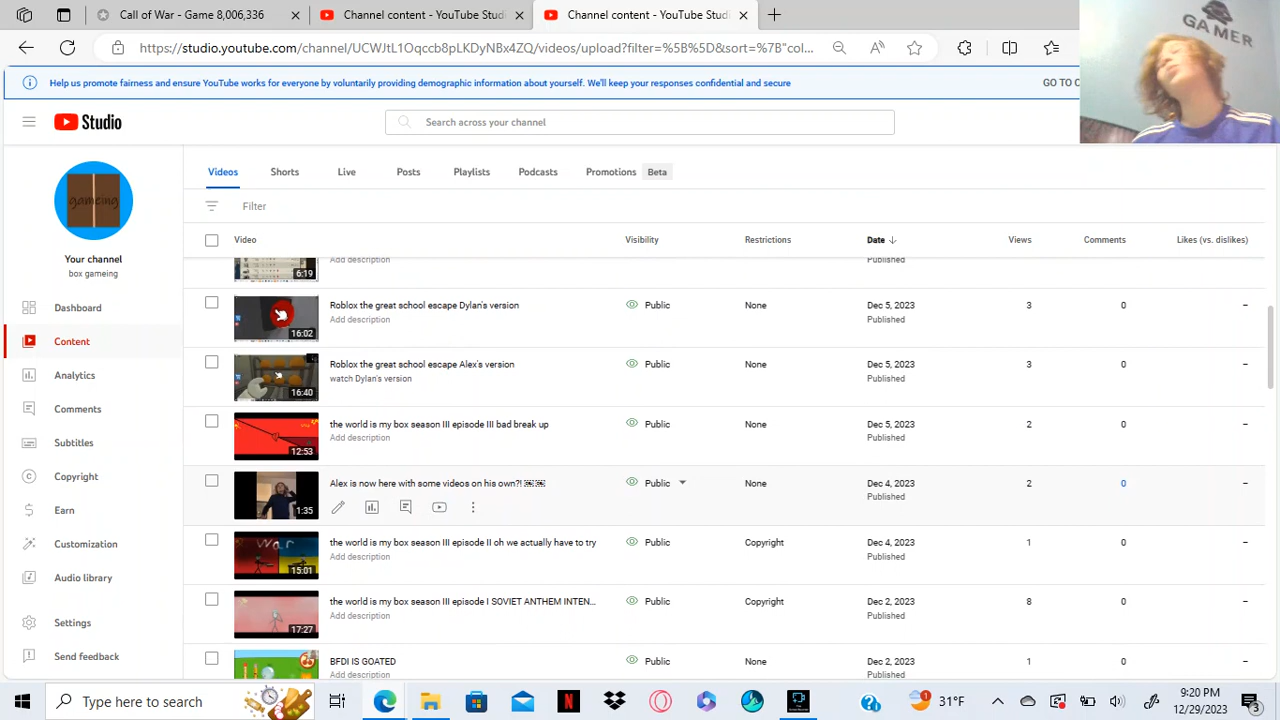 Cat of War - Wikipedia
Channel content - YouTube Studi
Channel content - YouTube Studi
https://studio.youtube.com/channel/UCWJtL1Oqccb8pLKDyNBx4ZQ/videos/upload?filter=%5B%5D&sort=%7B"col...
GAMER
Help us promote fairness and ensure YouTube works for everyone by voluntarily providing demographic information about yourself. We'll keep your responses confidential and secure
GO TO
Studio
Search across your channel
Videos Shorts Live Posts Playlists Podcasts Promotions Beta
gameing
Filter
Video Visibility Restrictions Date Views Comments Likes (vs. dislikes)
Your channel
box gameing
Add description Published
6:19
Roblox the great school escape Dylan's version Public None Dec 5, 2023 3 0 –
Add description Published
16:02
Roblox the great school escape Alex's version Public None Dec 5, 2023 3 0 –
watch Dylan's version Published
16:40
the world is my box season III episode III bad break up Public None Dec 5, 2023 2 0 –
Add description Published
12:53
Alex is now here with some videos on his own?! Public None Dec 4, 2023 2 0 –
Published
1:35
the world is my box season III episode II oh we actually have to try Public Copyright Dec 4, 2023 1 0 –
Add description Published
war
15:01
the world is my box season III episode I SOVIET ANTHEM INTEN... Public Copyright Dec 2, 2023 8 0 –
Add description Published
17:27
BFDI IS GOATED Public None Dec 2, 2023 1 0 –
Add description Published
Dashboard
Content
Analytics
Comments
Subtitles
Copyright
Earn
Customization
Audio library
Settings
Send feedback
Type here to search
1
31°F
9:20 PM
12/29/2023
3